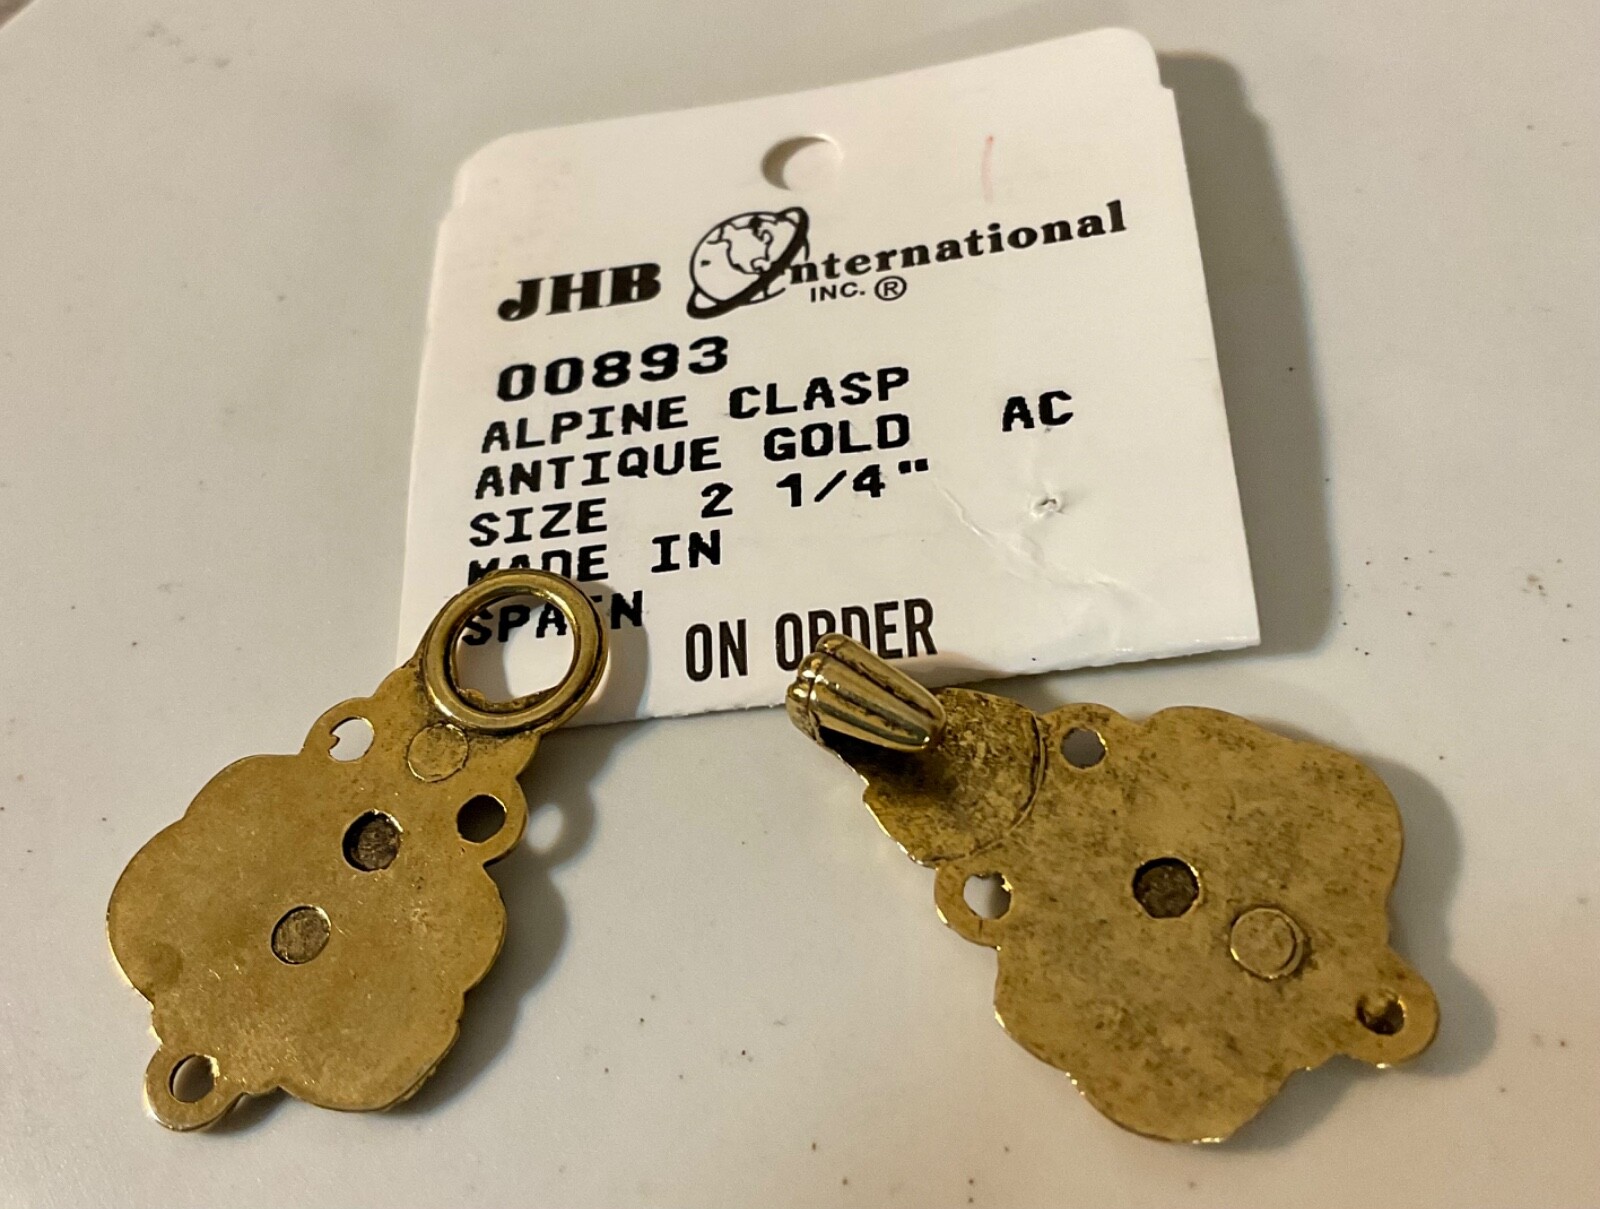 JHB International
INC. ®
00893
ALPINE CLASP
ANTIQUE GOLD AC
SIZE 2 1/4"
MADE IN
SPAIN
ON ORDER